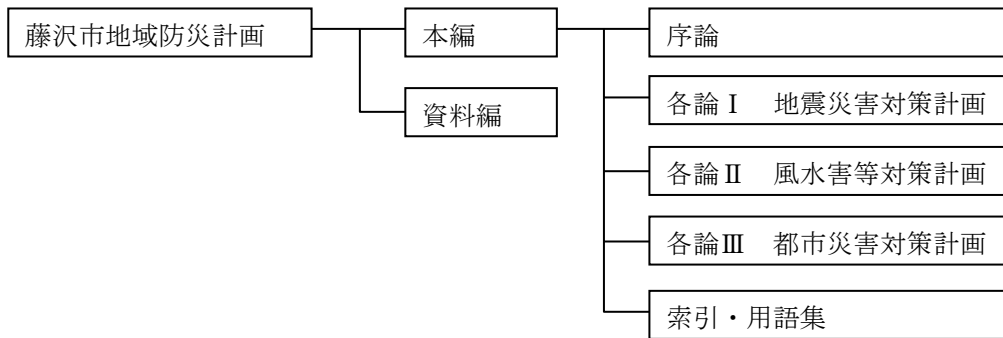 藤沢市地域防災計画
本編
序論
資料編
各論Ⅰ　地震災害対策計画
各論Ⅱ　風水害等対策計画
各論Ⅲ　都市災害対策計画
索引・用語集